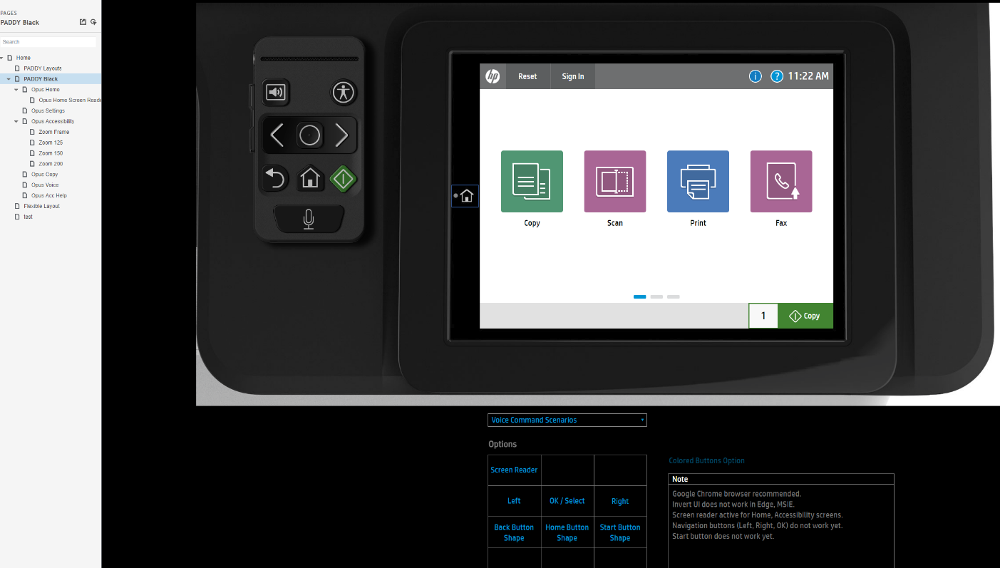 PAGES
PADDY Black
Search
Home
PADDY Layouts
PADDY Black
Opus Home
Opus Home Screen Reade
Opus Settings
Opus Accessibility
Zoom Frame
Zoom 125
Zoom 150
Zoom 200
Opus Copy
Opus Voice
Opus Acc Help
Flexible Layout
test
hp
Reset
Sign In
i
?
11:22 AM
Copy
Scan
Print
Fax
1
Copy
Voice Command Scenarios
Options
Screen Reader
Left
OK / Select
Right
Back Button
Shape
Home Button
Shape
Start Button
Shape
Colored Buttons Option
Note
Google Chrome browser recommended.
Invert UI does not work in Edge, MSIE.
Screen reader active for Home, Accessibility screens.
Navigation buttons (Left, Right, OK) do not work yet.
Start button does not work yet.